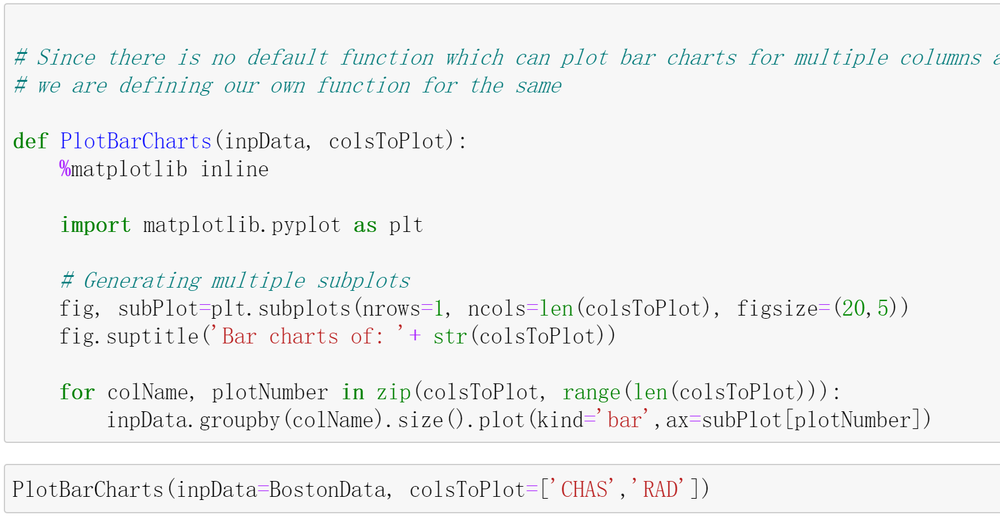 # Since there is no default function which can plot bar charts for multiple columns
# we are defining our own function for the same
def PlotBarCharts(inpData, colsToPlot):
    %matplotlib inline
    import matplotlib.pyplot as plt
    # Generating multiple subplots
    fig, subPlot=plt.subplots(nrows=1, ncols=len(colsToPlot), figsize=(20,5))
    fig.suptitle('Bar charts of: '+ str(colsToPlot))
    for colName, plotNumber in zip(colsToPlot, range(len(colsToPlot))):
        inpData.groupby(colName).size().plot(kind='bar',ax=subPlot[plotNumber])
PlotBarCharts(inpData=BostonData, colsToPlot=['CHAS','RAD'])